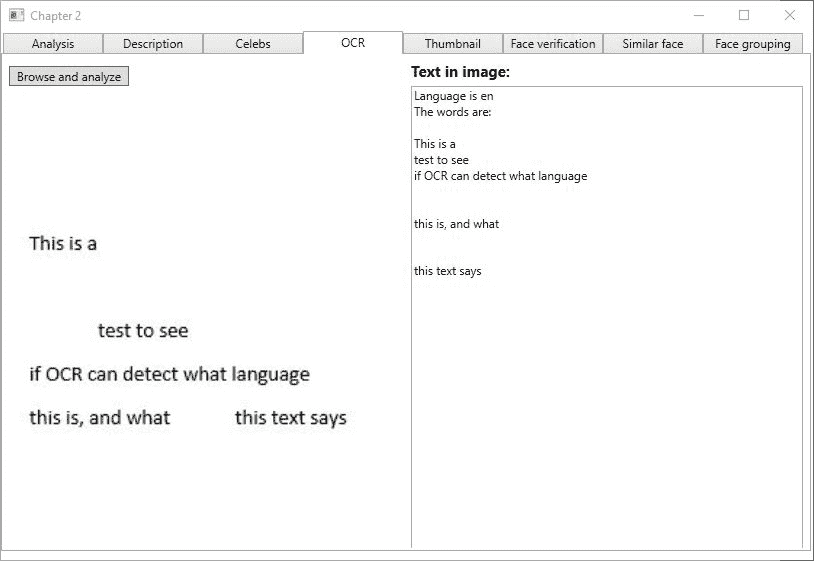 Chapter 2
Analysis Description Celebs OCR Thumbnail Face verification Similar face Face grouping
Browse and analyze
This is a
test to see
if OCR can detect what language
this is, and what this text says
Text in image:
Language is en
The words are:
This is a
test to see
if OCR can detect what language
this is, and what
this text says